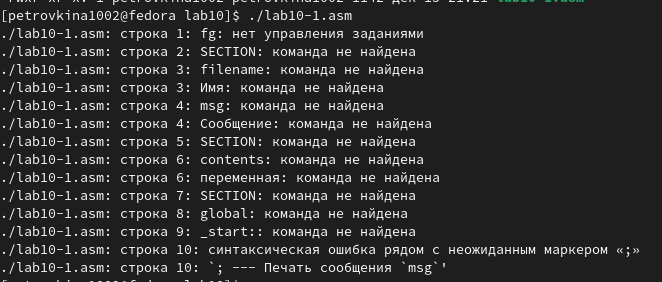 [petrovkina1002@fedora lab10]$ ./lab10-1.asm
./lab10-1.asm: строка 1: fg: нет управления заданиями
./lab10-1.asm: строка 2: SECTION: команда не найдена
./lab10-1.asm: строка 3: filename: команда не найдена
./lab10-1.asm: строка 3: Имя: команда не найдена
./lab10-1.asm: строка 4: msg: команда не найдена
./lab10-1.asm: строка 4: Сообщение: команда не найдена
./lab10-1.asm: строка 5: SECTION: команда не найдена
./lab10-1.asm: строка 6: contents: команда не найдена
./lab10-1.asm: строка 6: переменная: команда не найдена
./lab10-1.asm: строка 7: SECTION: команда не найдена
./lab10-1.asm: строка 8: global: команда не найдена
./lab10-1.asm: строка 9: _start:: команда не найдена
./lab10-1.asm: строка 10: синтаксическая ошибка рядом с неожиданным маркером «;»
./lab10-1.asm: строка 10: `; --- Печать сообщения `msg`'